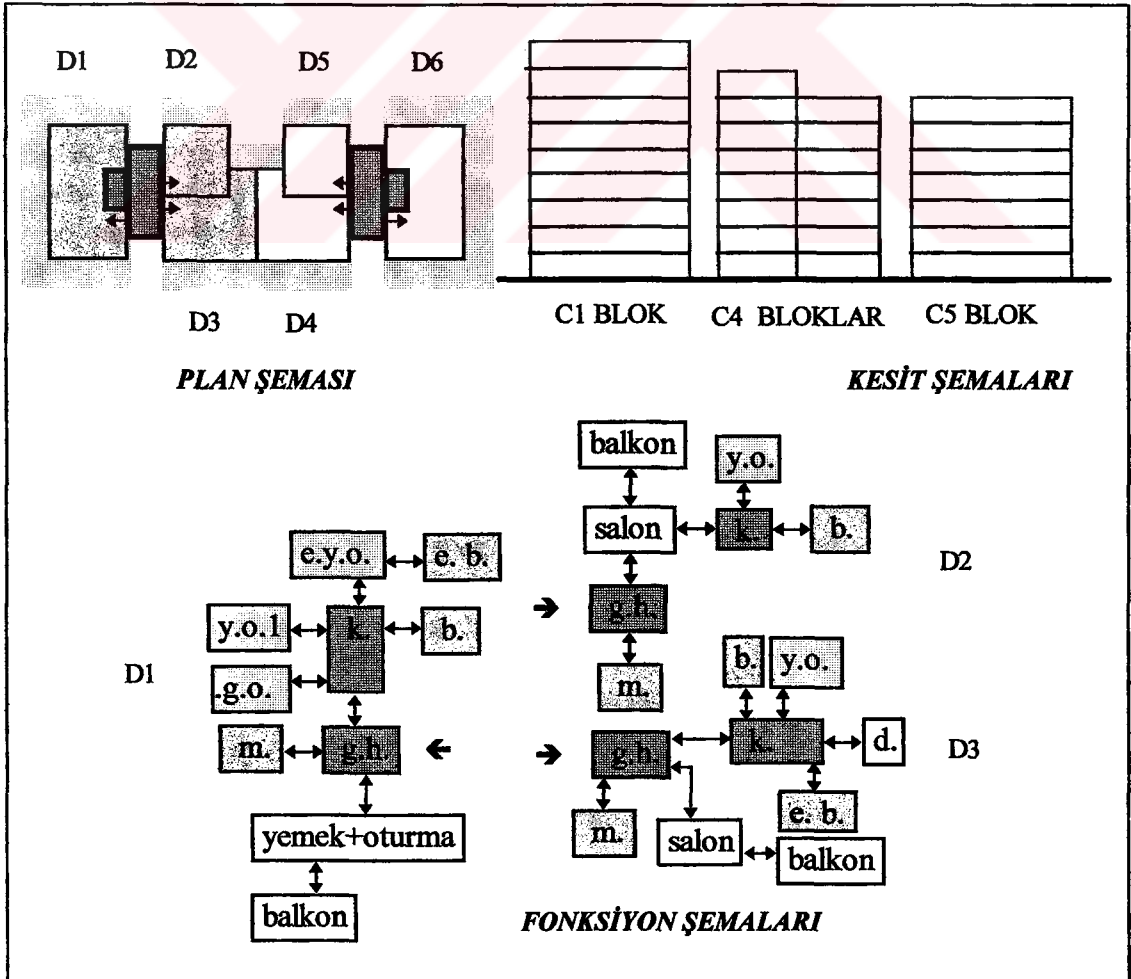 D1 D2 D5 D6
D3 D4
C1 BLOK C4 BLOKLAR C5 BLOK
PLAN ŞEMASI KESİT ŞEMALARI
D1
e.y.o. e. b.
y.o.1 k. b.
.g.o.
m. g.h.
yemek+oturma
balkon
D2
balkon y.o.
salon k. b.
g.h.
m.
D3
b. y.o.
g.h. k. d.
m. e. b.
salon balkon
FONKSİYON ŞEMALARI